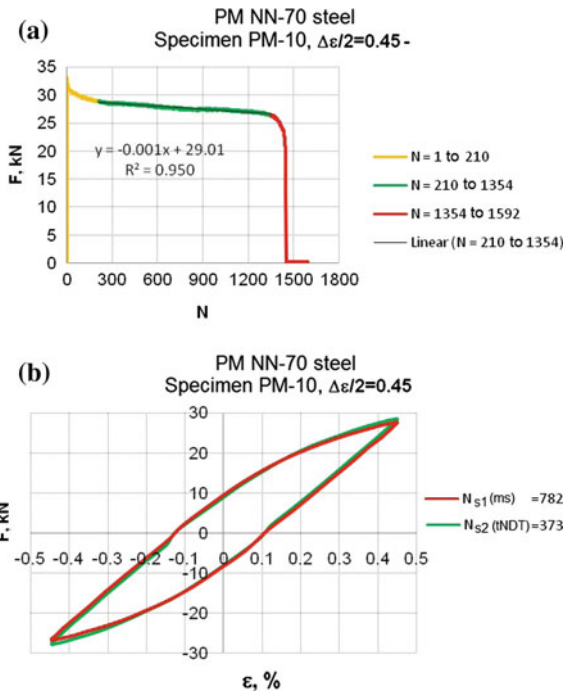 (a)
PM NN-70 steel
Specimen PM-10, Δε/2=0.45 -
35
30
25
20
15
10
5
0
F, kN
y = -0.001x + 29.01
R² = 0.950
0 300 600 900 1200 1500 1800
N
N = 1 to 210
N = 210 to 1354
N = 1354 to 1592
Linear (N = 210 to 1354)
(b)
PM NN-70 steel
Specimen PM-10, Δε/2=0.45
30
20
10
0
-10
-20
-30
F, kN
-0.5 -0.4 -0.3 -0.2 -0.1 0 0.1 0.2 0.3 0.4 0.5
ε, %
N S1 (ms) =782
N S2 (tNDT) =373